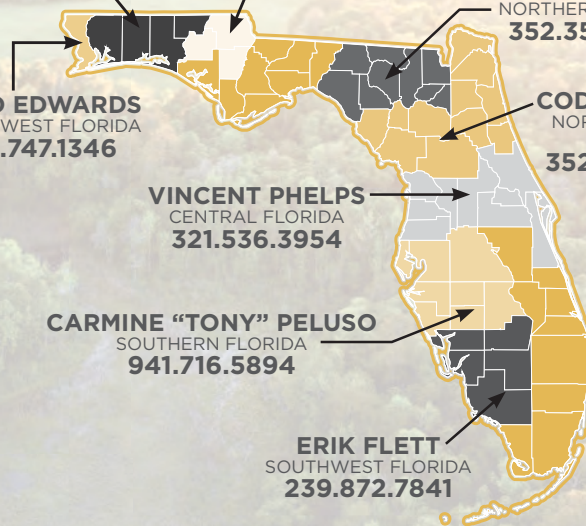 NORTHER
352.35
D EDWARDS
WEST FLORIDA
.747.1346
COD
NOR
352
VINCENT PHELPS
CENTRAL FLORIDA
321.536.3954
CARMINE “TONY” PELUSO
SOUTHERN FLORIDA
941.716.5894
ERIK FLETT
SOUTHWEST FLORIDA
239.872.7841